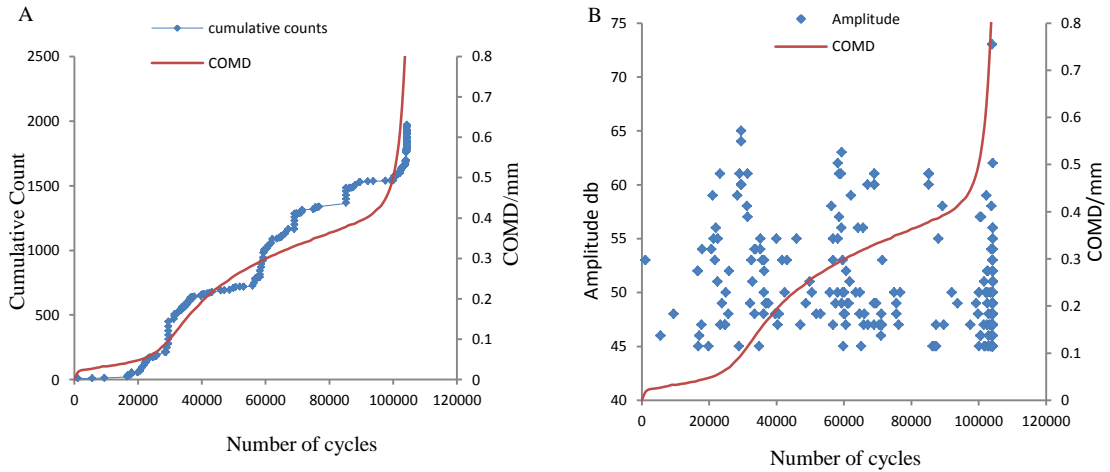 A
cumulative counts
COMD
2500
2000
1500
1000
500
0
Cumulative Count
0.8
0.7
0.6
0.5
0.4
0.3
0.2
0.1
0
COMD/mm
0 20000 40000 60000 80000 100000 120000
Number of cycles
B
Amplitude
COMD
75
70
65
60
55
50
45
40
Amplitude db
0.8
0.7
0.6
0.5
0.4
0.3
0.2
0.1
0
COMD/mm
0 20000 40000 60000 80000 100000 120000
Number of cycles